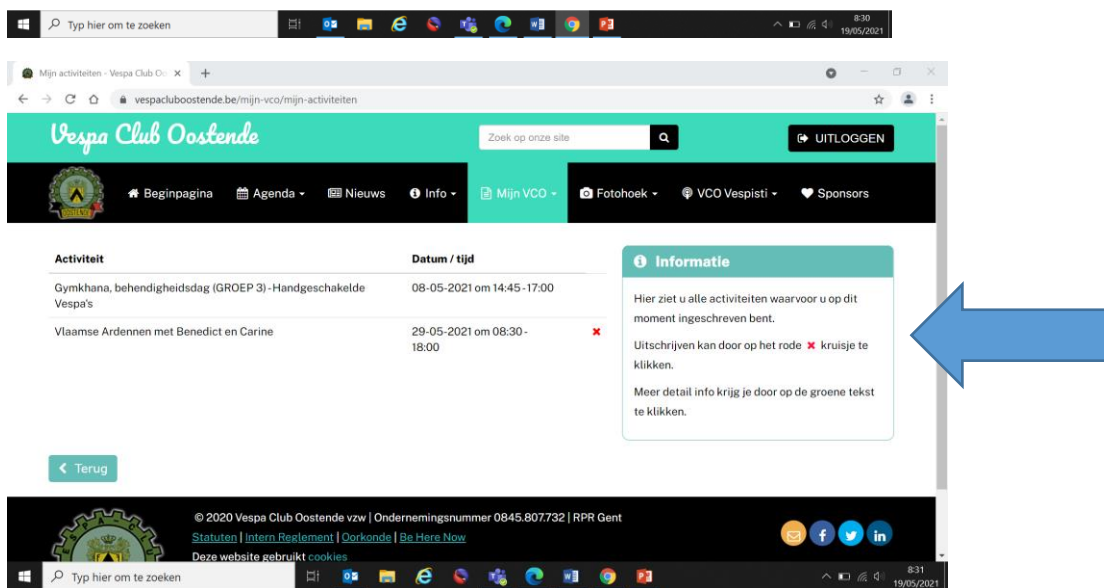 Typ hier om te zoeken
8:30
19/05/2021
Mijn activiteiten - Vespa Club Oo
vespacluboostende.be/mijn-vco/mijn-activiteiten
Vespa Club Oostende
Zoek op onze site
UITLOGGEN
Beginpagina Agenda Nieuws Info Mijn VCO Fotohoek VCO Vespisti Sponsors
Activiteit Datum / tijd
Gymkhana, behendigheidsdag (GROEP 3) - Handgeschakelde 08-05-2021 om 14:45 - 17:00
Vespa's
Vlaamse Ardennen met Benedict en Carine 29-05-2021 om 08:30 -
18:00
Informatie
Hier ziet u alle activiteiten waarvoor u op dit
moment ingeschreven bent.
Uitschrijven kan door op het rode ✖ kruisje te
klikken.
Meer detail info krijg je door op de groene tekst
te klikken.
Terug
© 2020 Vespa Club Oostende vzw | Ondernemingsnummer 0845.807.732 | RPR Gent
Statuten | Intern Reglement | Oorkonde | Be Here Now
Deze website gebruikt cookies
Typ hier om te zoeken
8:31
19/05/2021